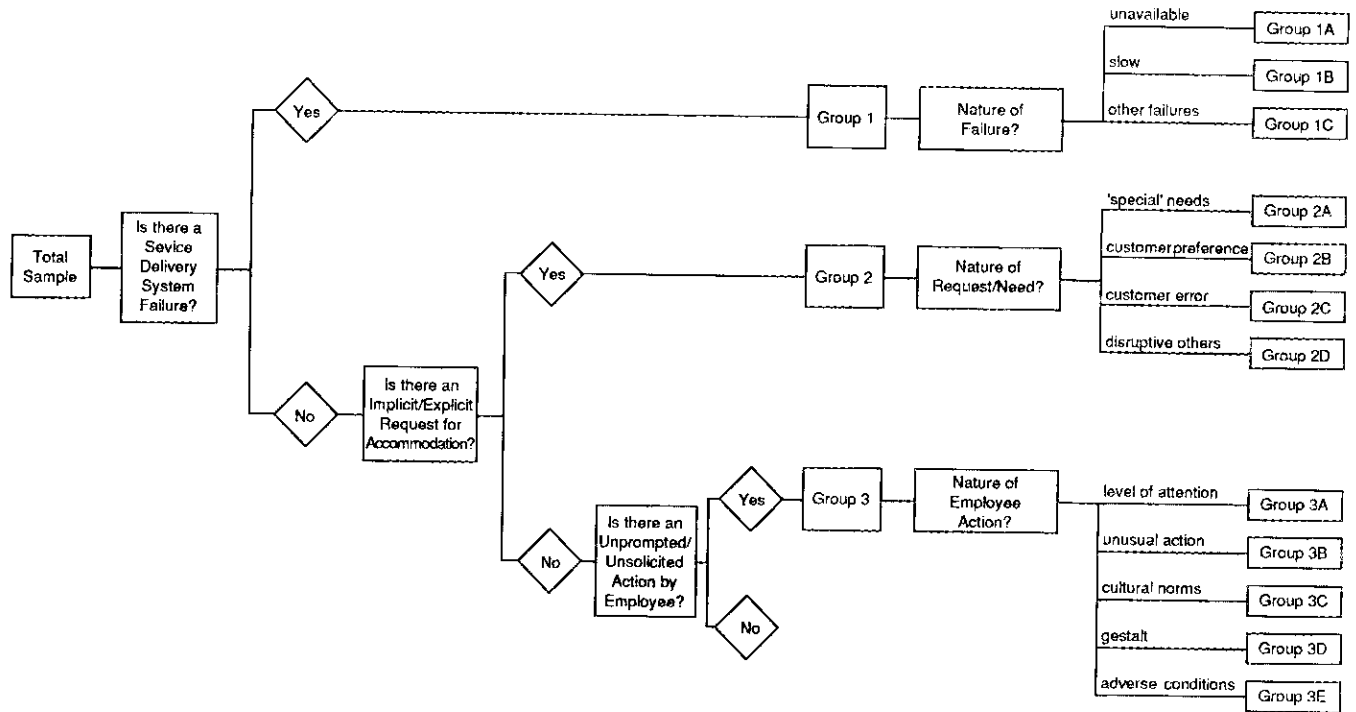 Total
Sample
Is there a
Sevice
Delivery
System
Failure?
Yes
Group 1
Nature of
Failure?
unavailable
Group 1A
slow
Group 1B
other failures
Group 1C
No
Is there an
Implicit/Explicit
Request for
Accommodation?
Yes
Group 2
Nature of
Request/Need?
'special' needs
Group 2A
customer preference
Group 2B
customer error
Group 2C
disruptive others
Group 2D
No
Is there an
Unprompted/
Unsolicited
Action by
Employee?
Yes
Group 3
Nature of
Employee
Action?
level of attention
Group 3A
unusual action
Group 3B
cultural norms
Group 3C
gestalt
Group 3D
adverse conditions
Group 3E
No